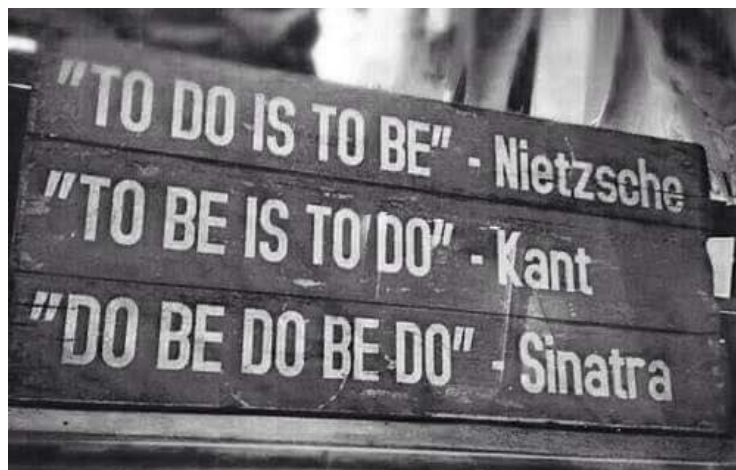 "TO DO IS TO BE" - Nietzsche
"TO BE IS TO DO" - Kant
"DO BE DO BE DO" - Sinatra